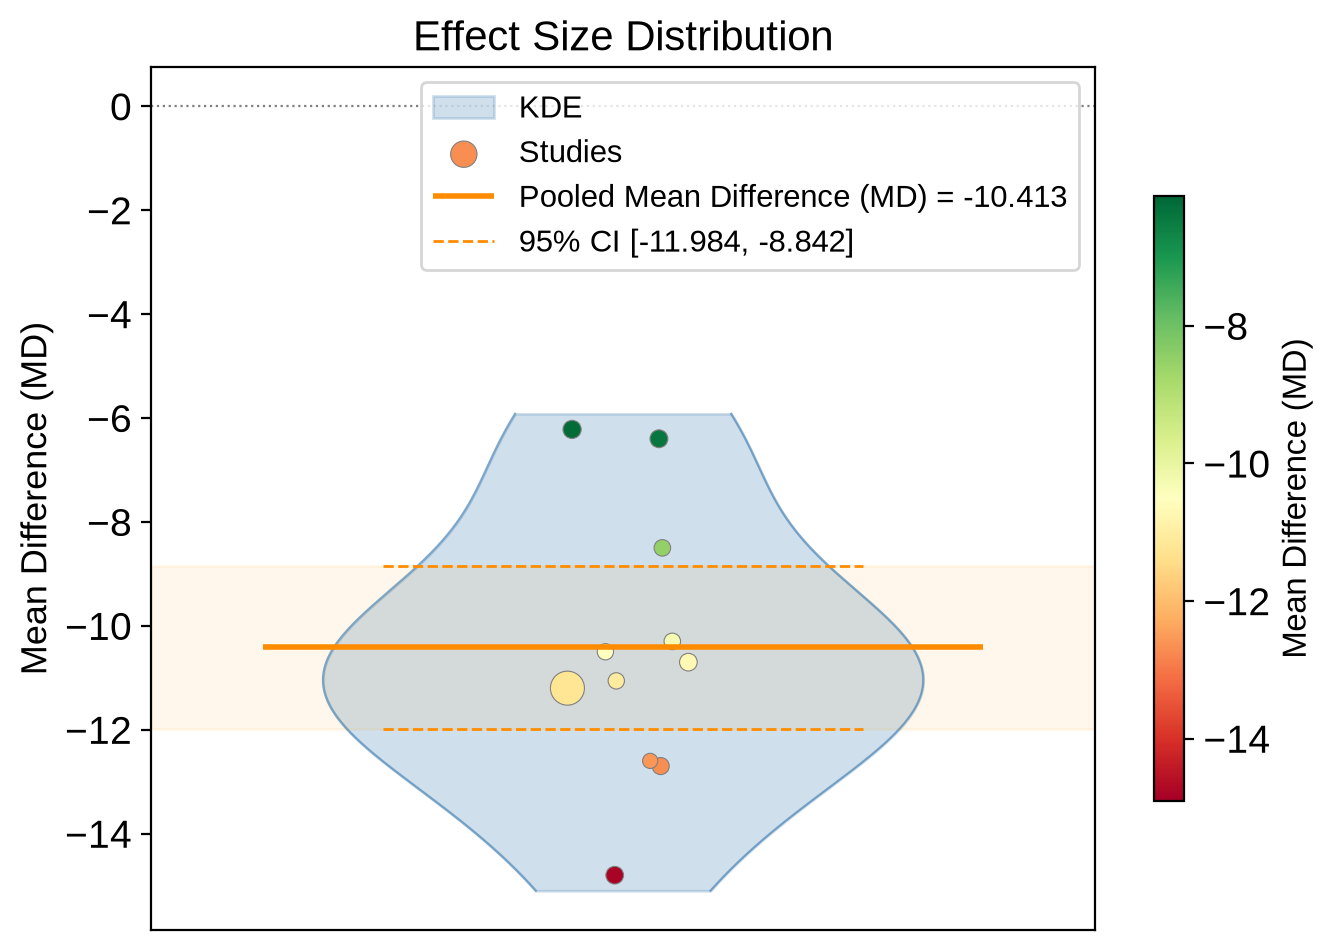 Effect Size Distribution
KDE
Studies
Pooled Mean Difference (MD) = -10.413
95% CI [-11.984, -8.842]
Mean Difference (MD)
0
−2
−4
−6
−8
−10
−12
−14
−8
−10
−12
−14
Mean Difference (MD)